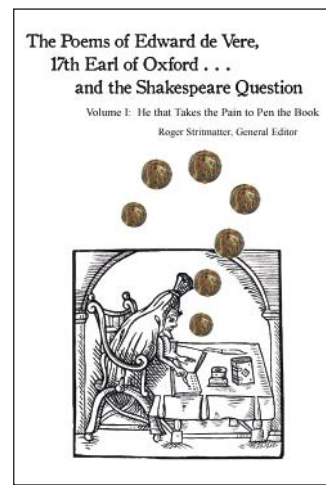 The Poems of Edward de Vere,
17th Earl of Oxford . . .
and the Shakespeare Question
Volume I: He that Takes the Pain to Pen the Book
Roger Stritmatter, General Editor